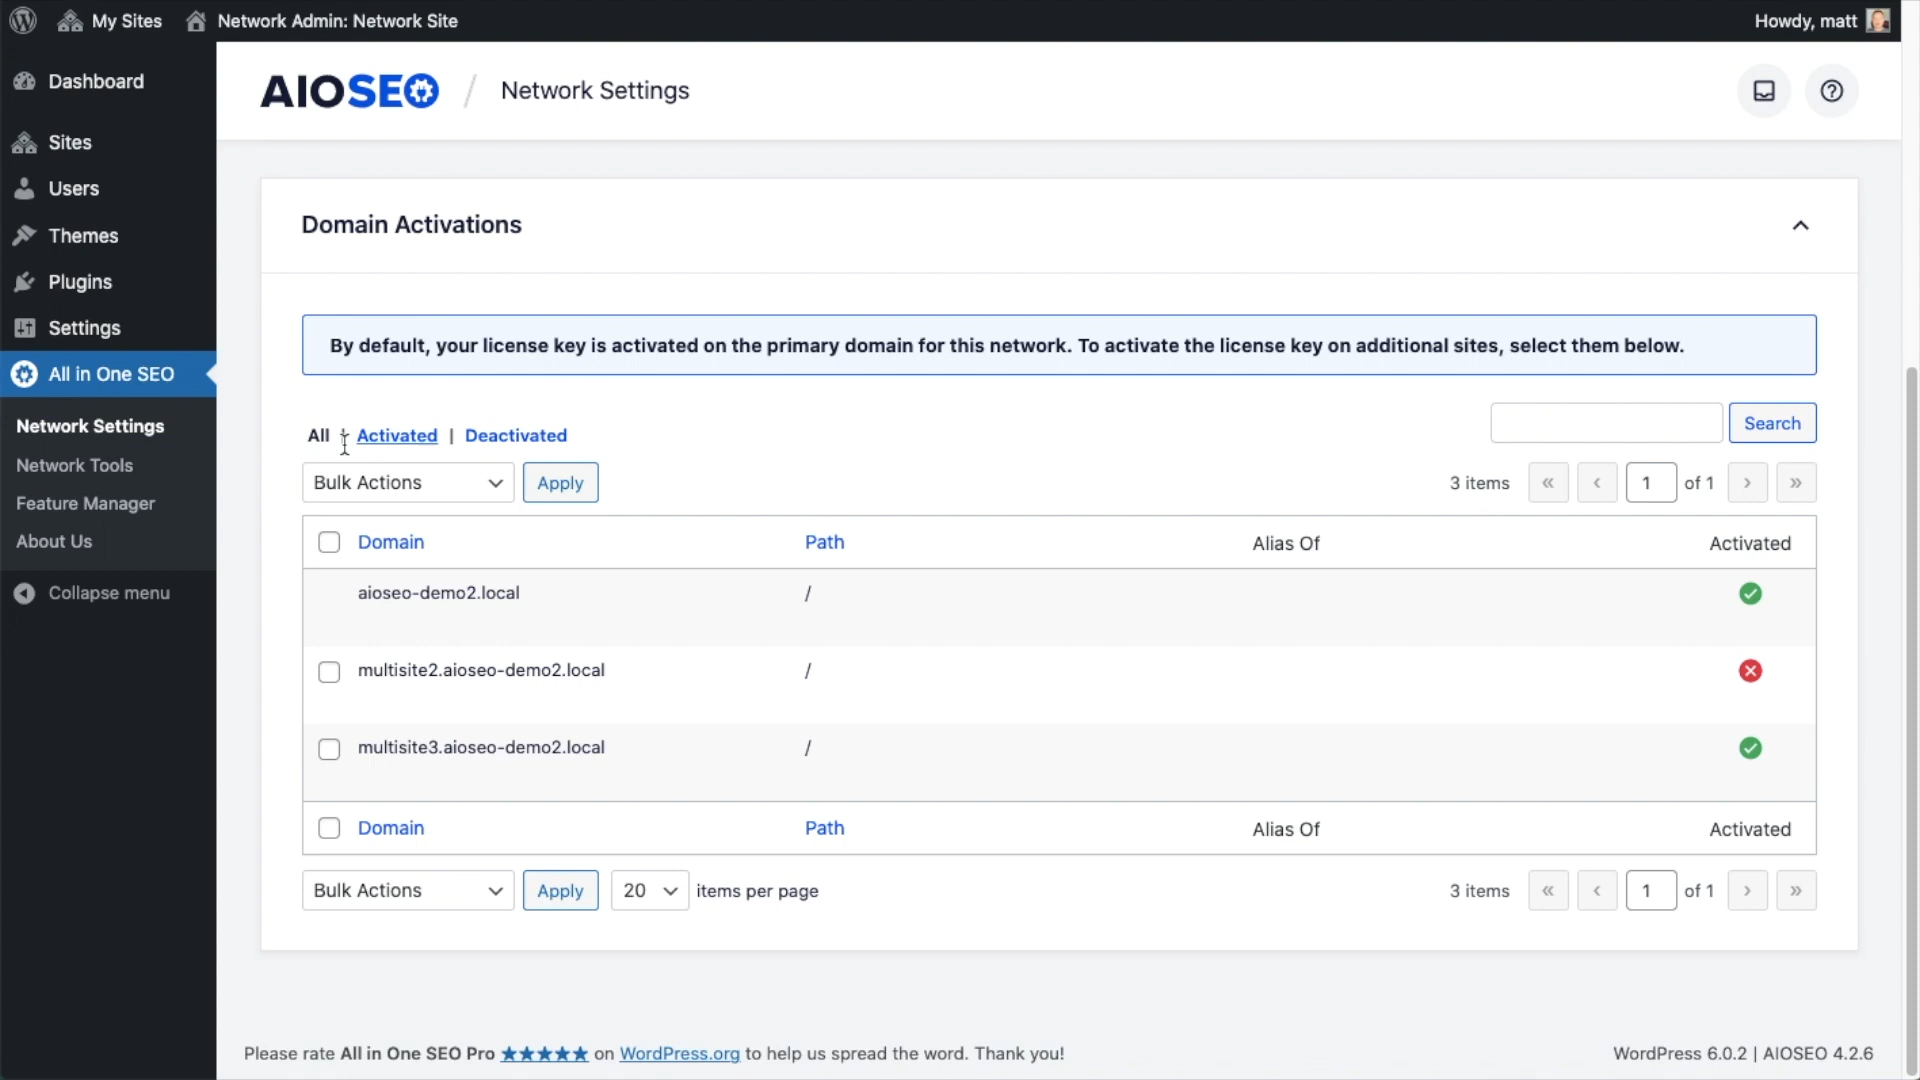 My Sites Network Admin: Network Site Howdy, matt
Dashboard
Sites
Users
Themes
Plugins
Settings
All in One SEO
Network Settings
Network Tools
Feature Manager
About Us
Collapse menu
AIOSEO / Network Settings
Domain Activations
By default, your license key is activated on the primary domain for this network. To activate the license key on additional sites, select them below.
Search
All | Activated | Deactivated
Bulk Actions Apply 3 items « ‹ 1 of 1 › »
Domain Path Alias Of Activated
aioseo-demo2.local /
multisite2.aioseo-demo2.local /
multisite3.aioseo-demo2.local /
Domain Path Alias Of Activated
Bulk Actions Apply 20 items per page 3 items « ‹ 1 of 1 › »
Please rate All in One SEO Pro ★★★★★ on WordPress.org to help us spread the word. Thank you! WordPress 6.0.2 | AIOSEO 4.2.6